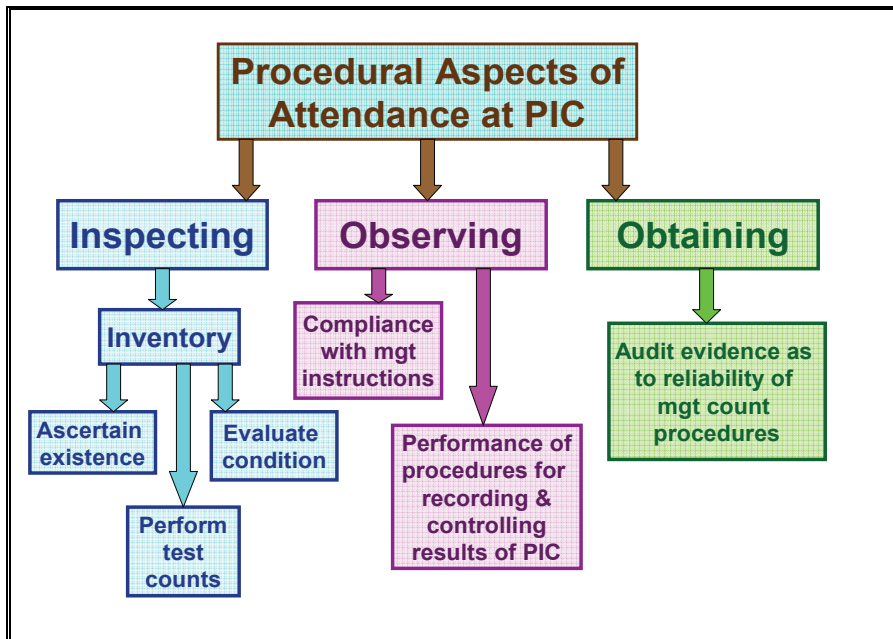 Procedural Aspects of
Attendance at PIC
Inspecting
Observing
Obtaining
Inventory
Compliance
with mgt
instructions
Audit evidence as
to reliability of
mgt count
procedures
Ascertain
existence
Evaluate
condition
Perform
test
counts
Performance of
procedures for
recording &
controlling
results of PIC